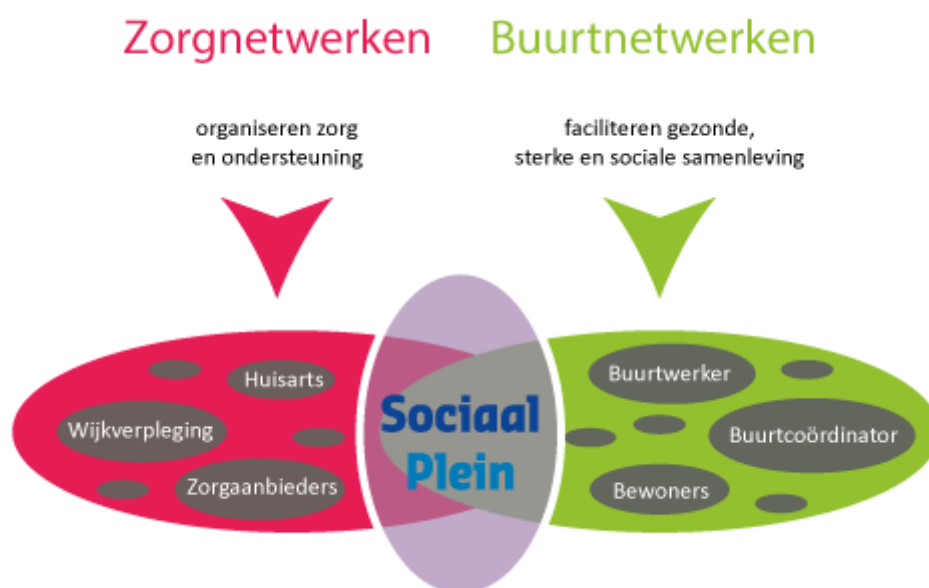 Zorgnetwerken
Buurtnetwerken
organiseren zorg
en ondersteuning
faciliteren gezonde,
sterke en sociale samenleving
Huisarts
Wijkverpleging
Zorgaanbieders
Sociaal
Plein
Buurtwerker
Buurtcoördinator
Bewoners